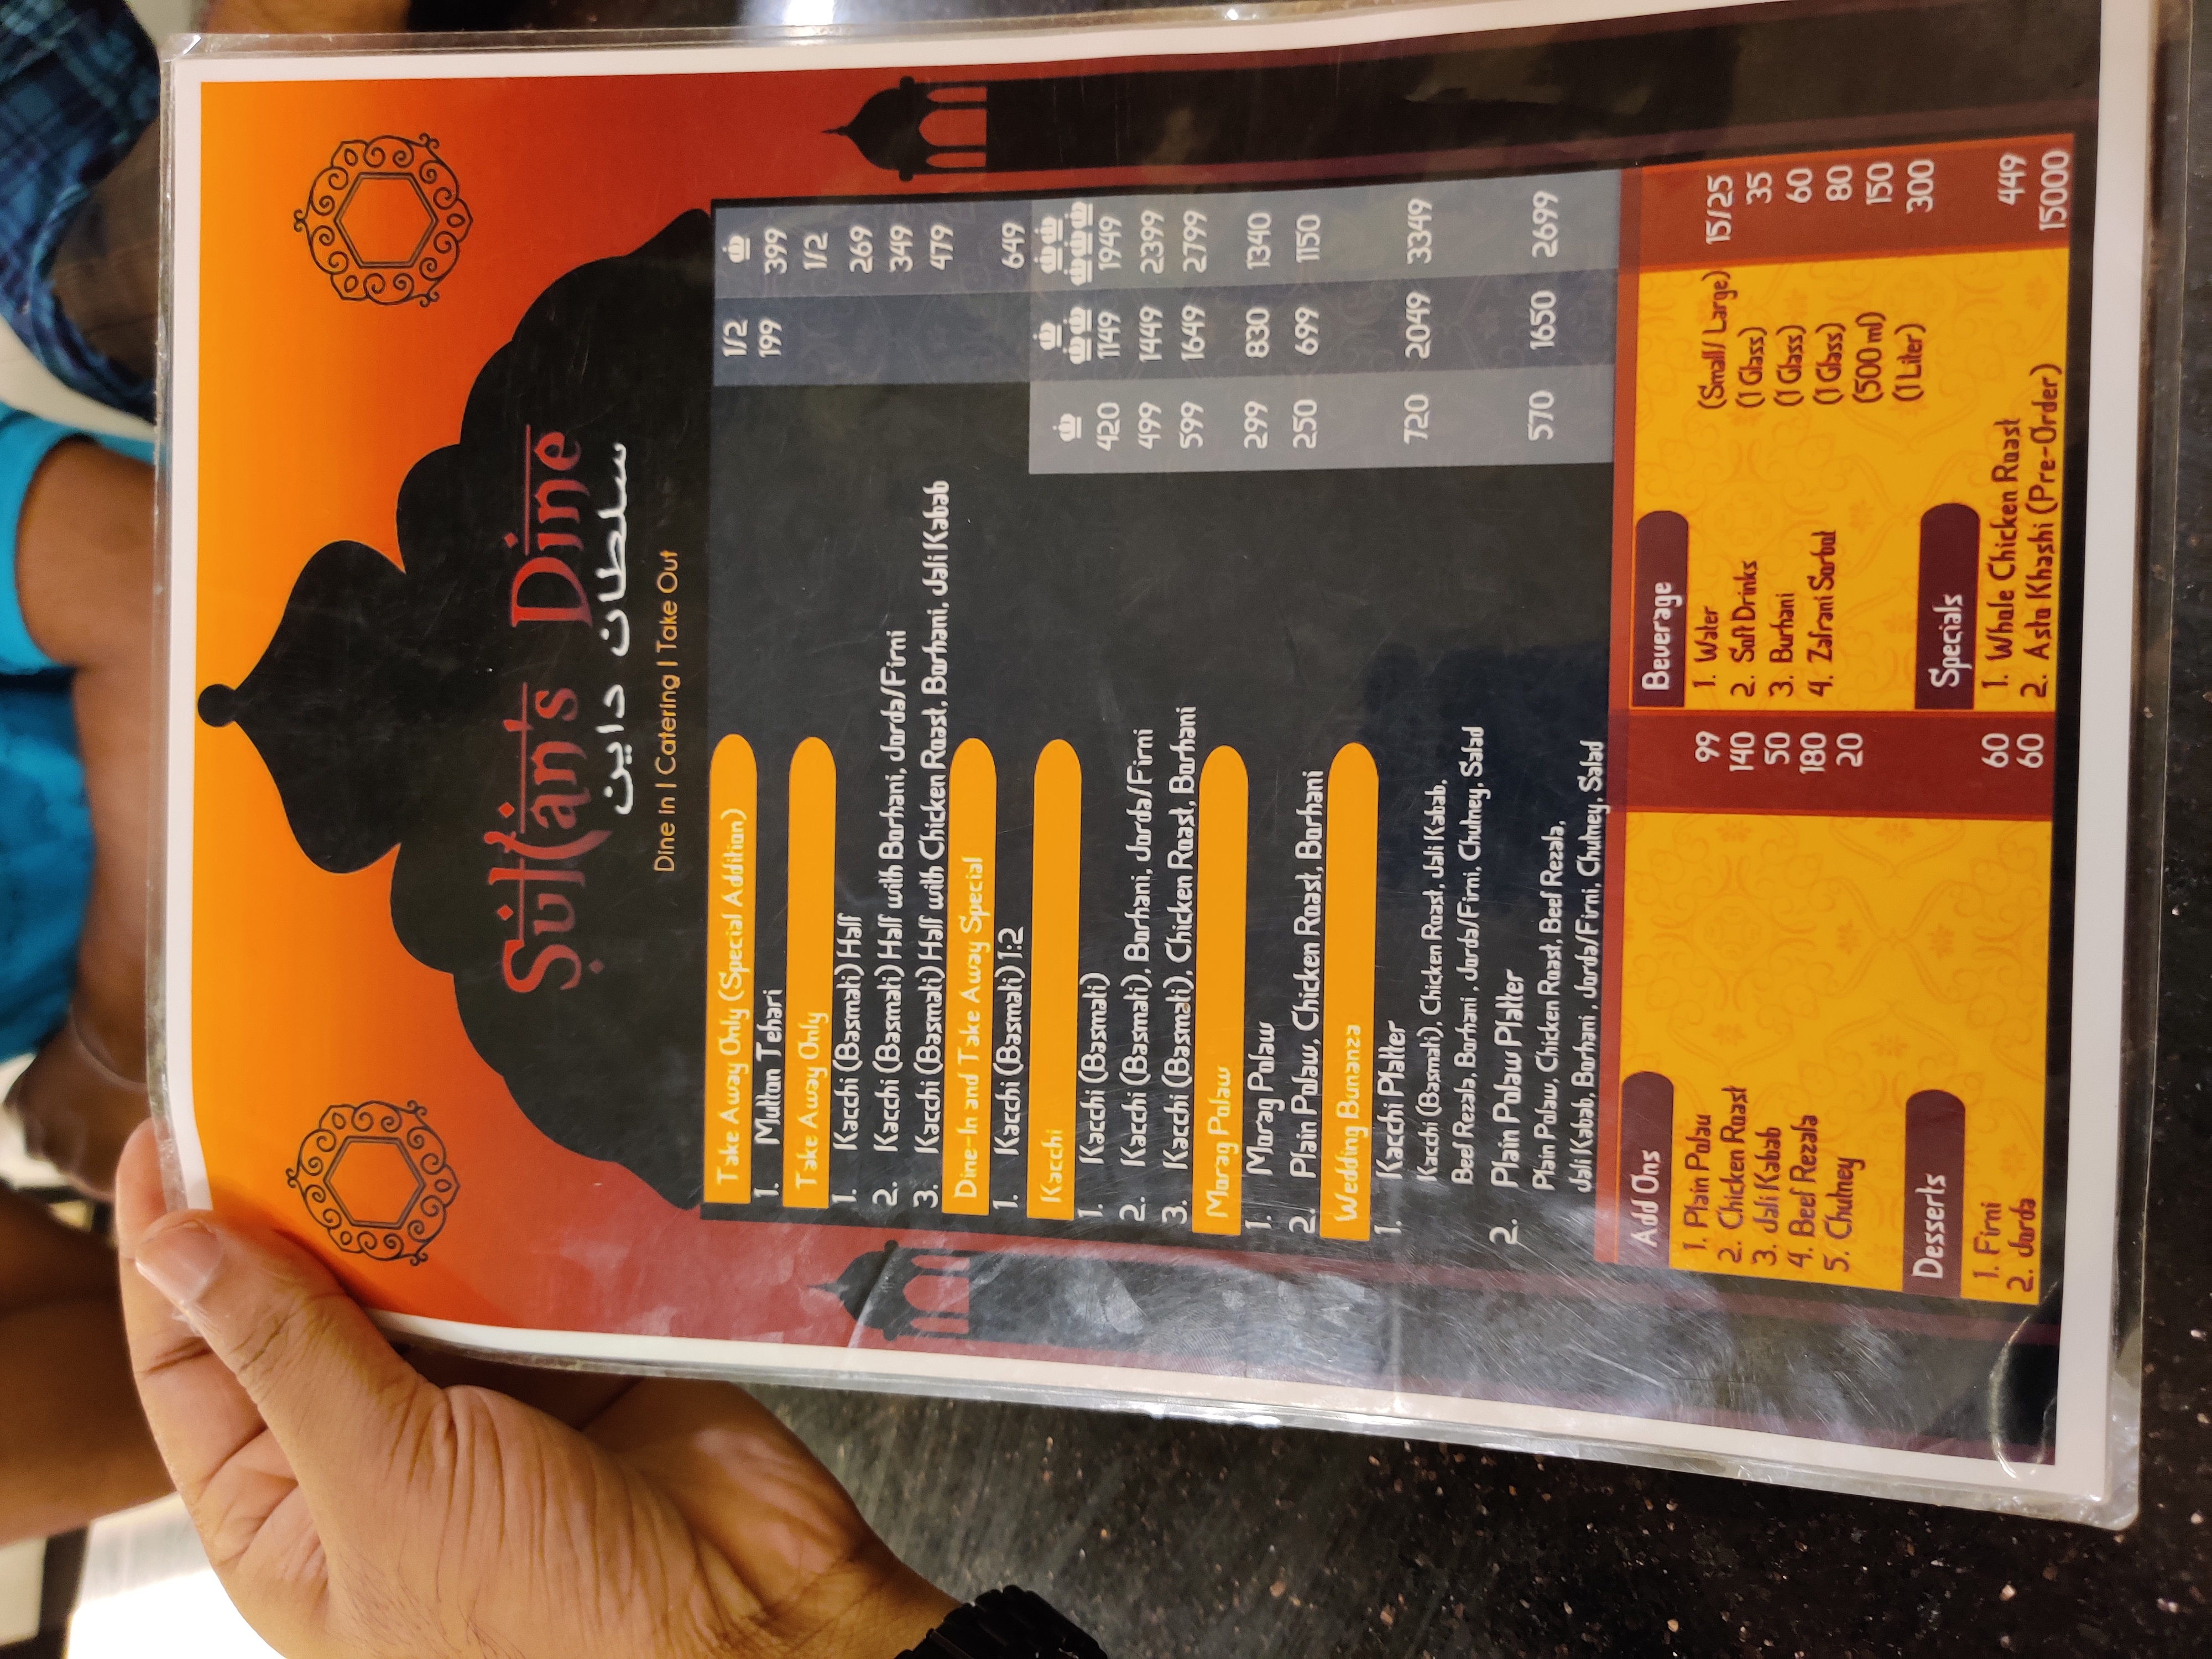 Sultan's Dine
سلطان داين
Dine In | Catering | Take Out
Take Away Only (Special Addition) 1/2
1. Mutton Tehari 199 399
Take Away Only 1/2
1. Kacchi (Basmati) Half 269
2. Kacchi (Basmati) Half with Borhani, Jorda/Firni 349
3. Kacchi (Basmati) Half with Chicken Roast, Borhani, Jali Kabab 479
Dine-In and Take Away Special
1. Kacchi (Basmati) 1:2 649
Kacchi
1. Kacchi (Basmati) 420 1149 1949
2. Kacchi (Basmati), Borhani, Jorda/Firni 499 1449 2399
3. Kacchi (Basmati), Chicken Roast, Borhani 599 1649 2799
Morag Polaw
1. Morag Polaw 299 830 1340
2. Plain Polaw, Chicken Roast, Borhani 250 699 1150
Wedding Bunanza
1. Kacchi Platter 720 2049 3349
Kacchi (Basmati), Chicken Roast, Jali Kabab,
Beef Rezala, Borhani , Jorda/Firni, Chutney, Salad
2. Plain Polaw Platter 570 1650 2699
Plain Polaw, Chicken Roast, Beef Rezala,
Jali Kabab, Borhani , Jorda/Firni, Chutney, Salad
Add Ons
1. Plain Polau 99
2. Chicken Roast 140
3. Jali Kabab 50
4. Beef Rezala 180
5. Chutney 20
Desserts
1. Firni 60
2. Jorda 60
Beverage
1. Water (Small/ Large) 15/25
2. Soft Drinks (1 Glass) 35
3. Burhani (1 Glass) 60
4. Zafrani Sorbat (1 Glass) 80
(500 ml) 150
(1 Liter) 300
Specials
1. Whole Chicken Roast 449
2. Asto Khashi (Pre-Order) 15000